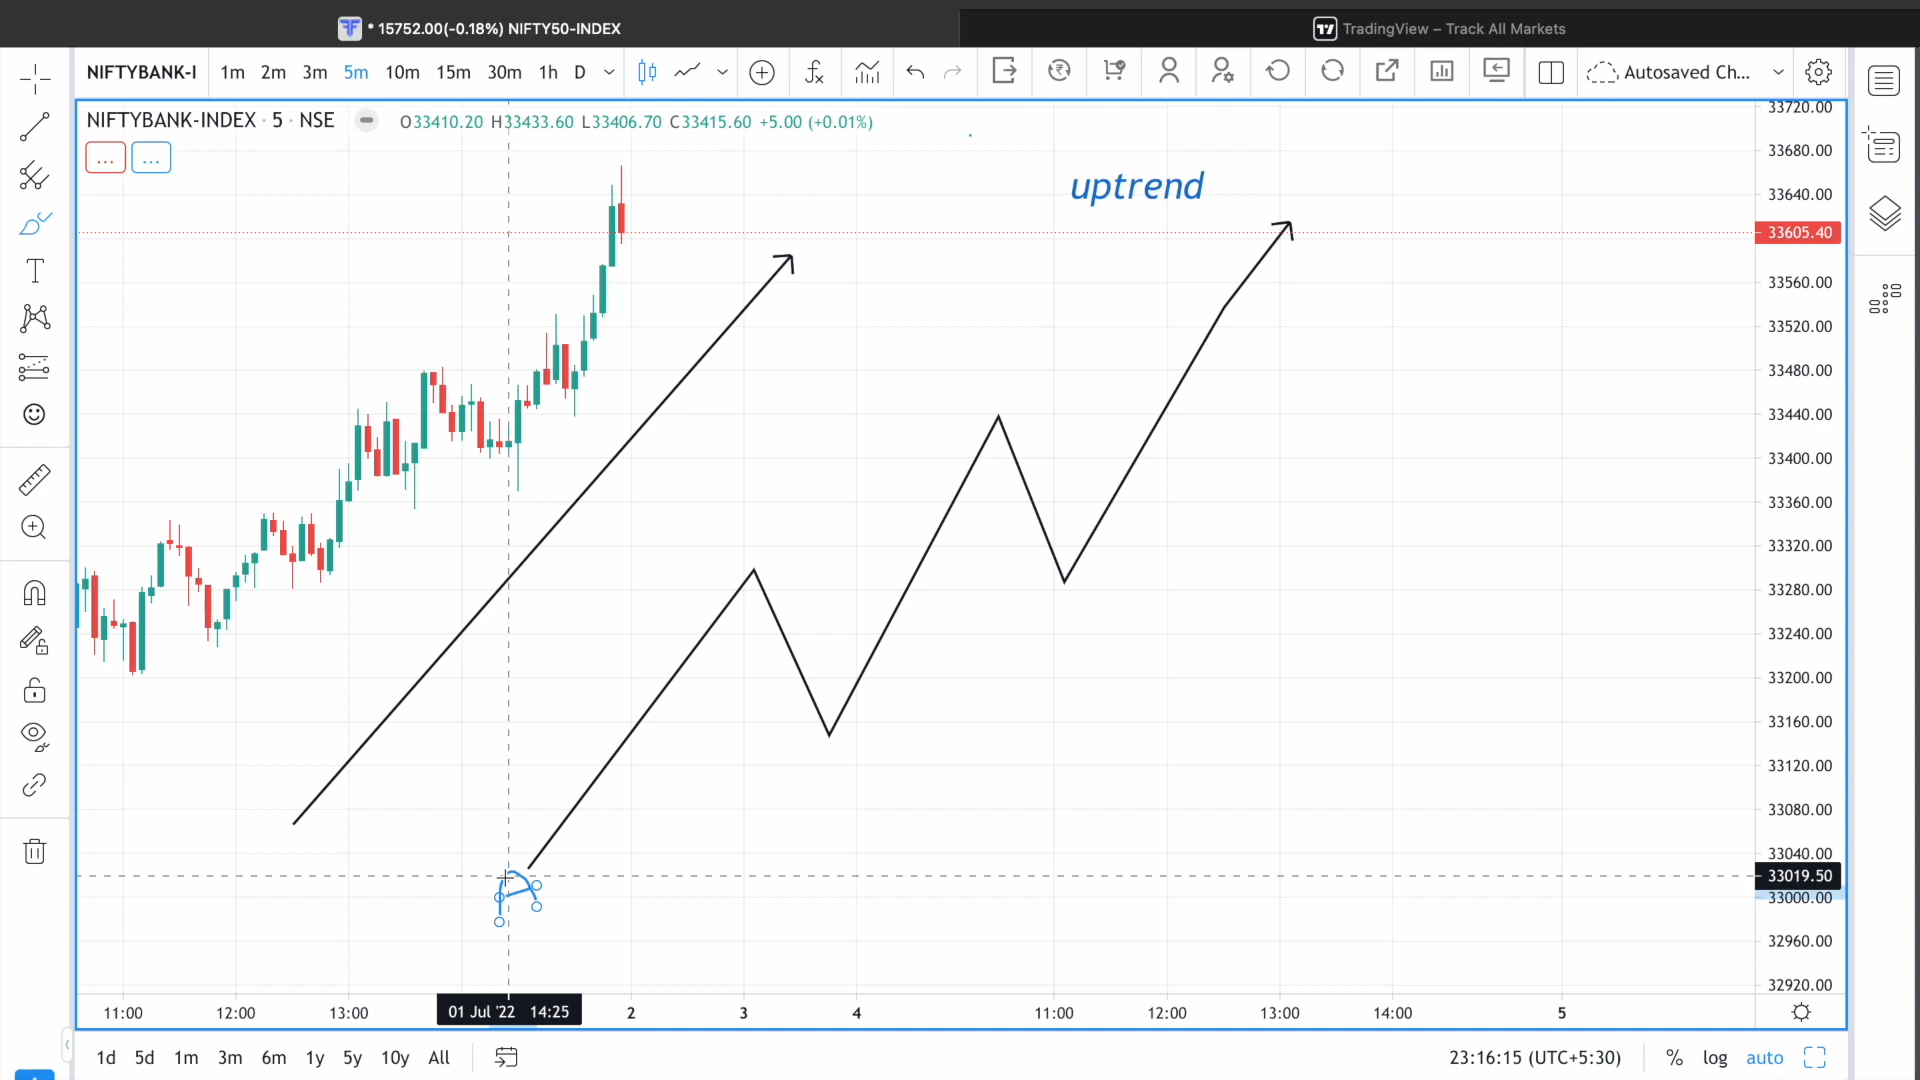 * 15752.00(-0.18%) NIFTY50-INDEX
TradingView – Track All Markets
NIFTYBANK-I 1m 2m 3m 5m 10m 15m 30m 1h D
Autosaved Ch...
NIFTYBANK-INDEX · 5 · NSE
O33410.20 H33433.60 L33406.70 C33415.60 +5.00 (+0.01%)
... ...
uptrend
A
33720.00
33680.00
33640.00
33605.40
33560.00
33520.00
33480.00
33440.00
33400.00
33360.00
33320.00
33280.00
33240.00
33200.00
33160.00
33120.00
33080.00
33040.00
33019.50
33000.00
32960.00
32920.00
11:00 12:00 13:00 01 Jul '22 14:25 2 3 4 11:00 12:00 13:00 14:00 5
1d 5d 1m 3m 6m 1y 5y 10y All
23:16:15 (UTC+5:30) % log auto